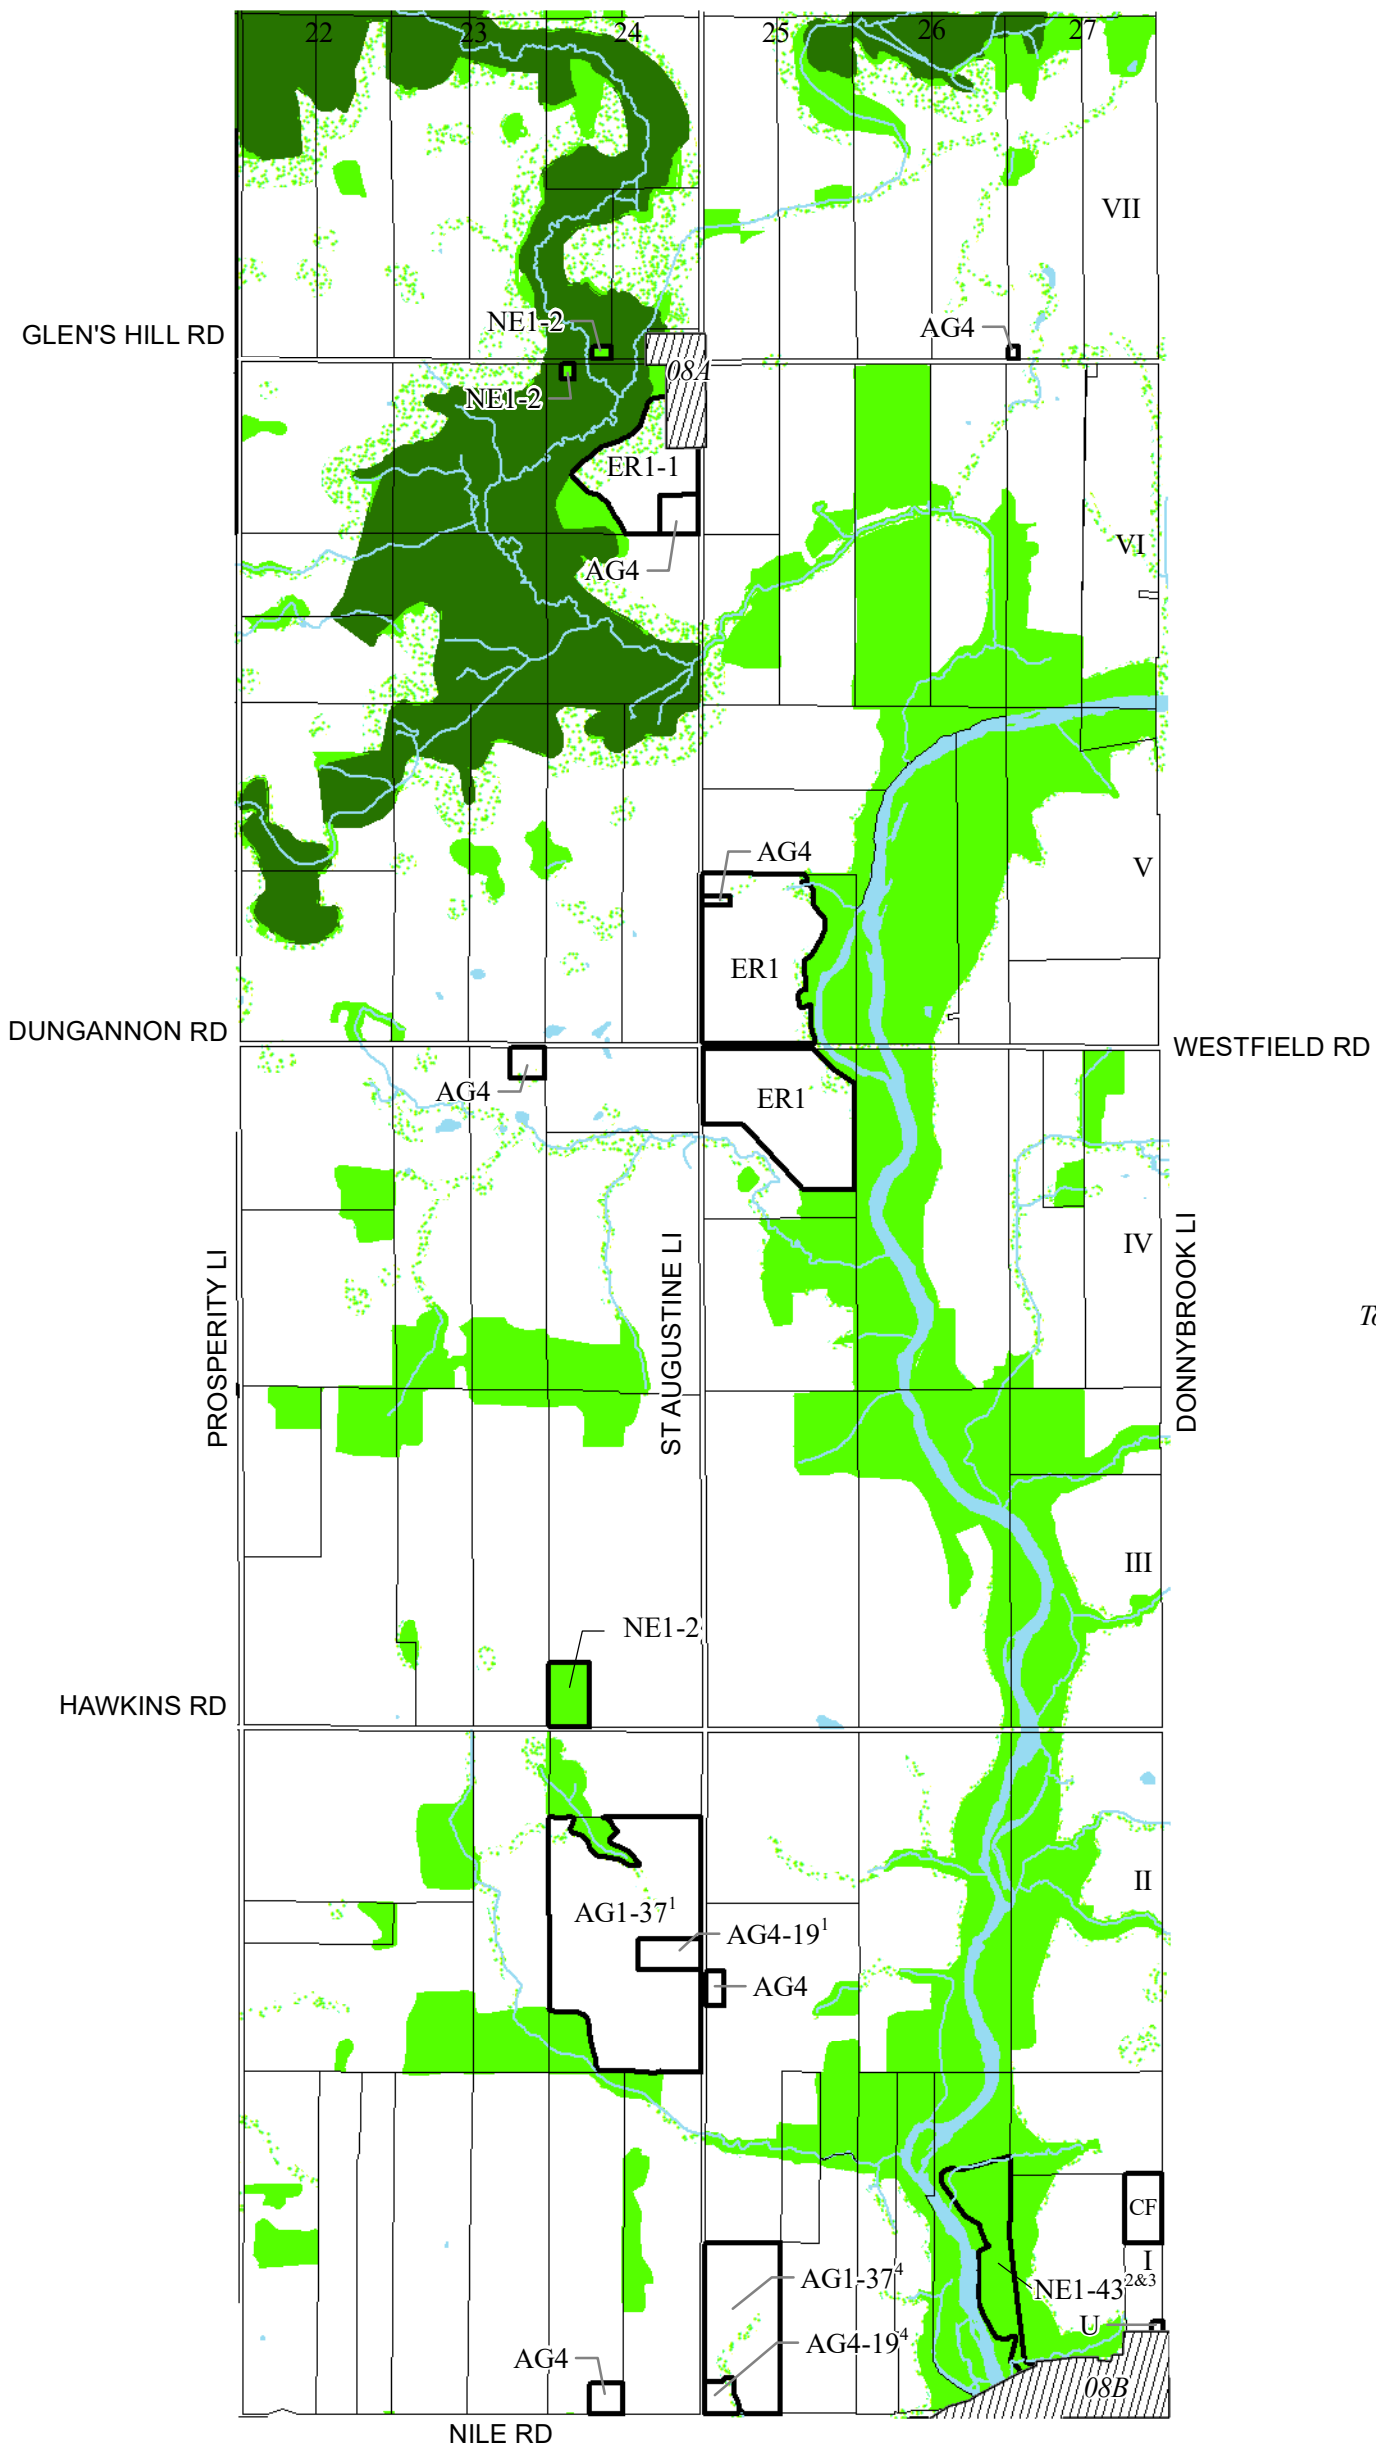 22 23 24 25 26 27
VII
GLEN'S HILL RD
NE1-2
AG4
08A
NE1-2
ER1-1
VI
AG4
AG4
V
ER1
DUNGANNON RD
WESTFIELD RD
AG4
ER1
IV
PROSPERITY LI
ST AUGUSTINE LI
DONNYBROOK LI
III
NE1-2
HAWKINS RD
II
AG1-37¹
AG4-19¹
AG4
CF
I
AG1-37⁴
NE1-43²&³
U
AG4-19⁴
AG4
08B
NILE RD